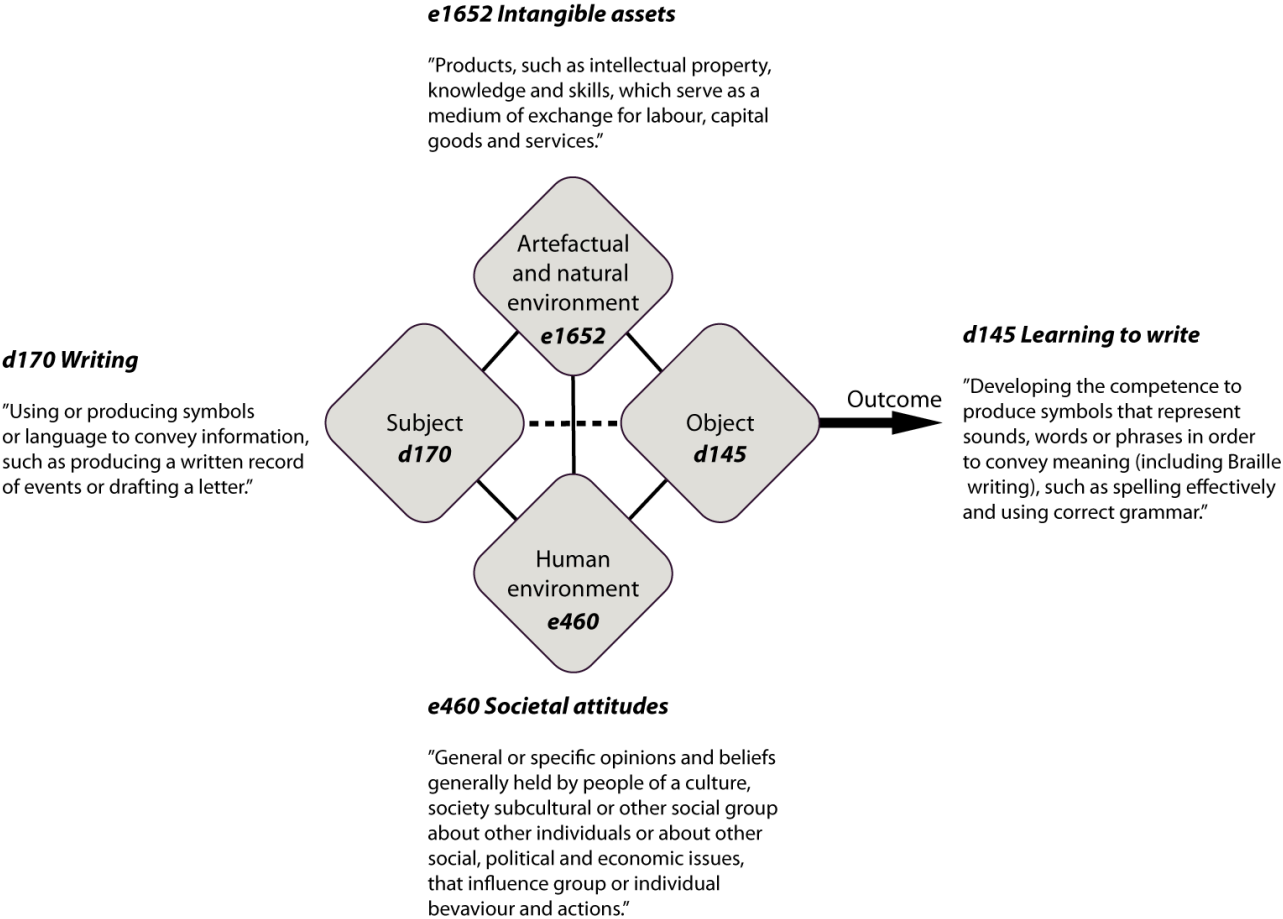 e1652 Intangible assets
”Products, such as intellectual property,
knowledge and skills, which serve as a
medium of exchange for labour, capital
goods and services.”
Artefactual
and natural
environment
e1652
d170 Writing
”Using or producing symbols
or language to convey information,
such as producing a written record
of events or drafting a letter.”
Subject
d170
Object
d145
Outcome
d145 Learning to write
”Developing the competence to
produce symbols that represent
sounds, words or phrases in order
to convey meaning (including Braille
writing), such as spelling effectively
and using correct grammar.”
Human
environment
e460
e460 Societal attitudes
”General or specific opinions and beliefs
generally held by people of a culture,
society subcultural or other social group
about other individuals or about other
social, political and economic issues,
that influence group or individual
bevaviour and actions.”